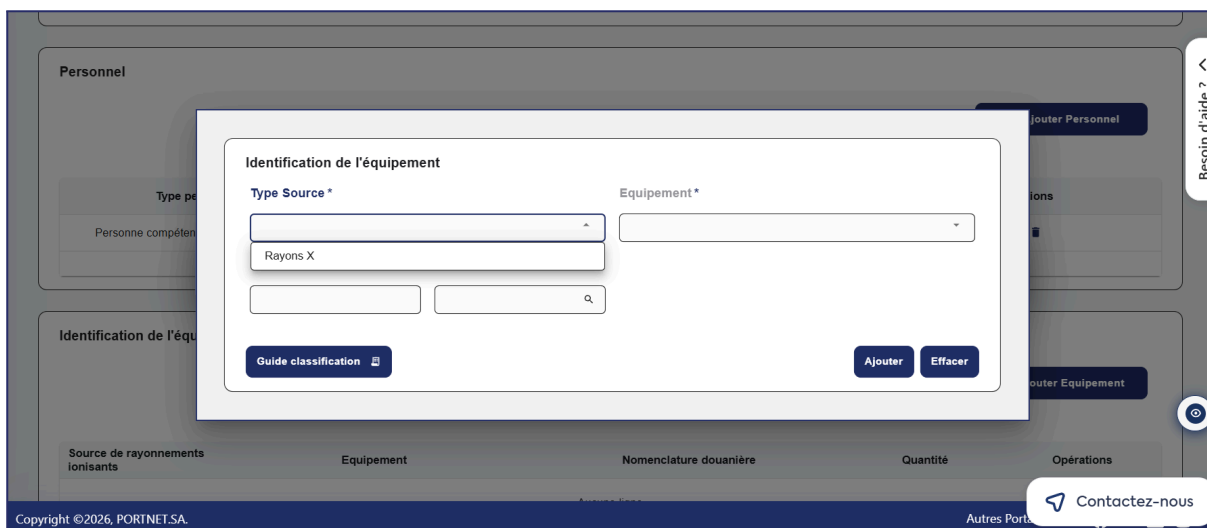 Personnel
jouter Personnel
Besoin d'aide ?
Identification de l'équipement
Type Source *
Equipement *
Type pe
ions
Personne compéten
Rayons X
Identification de l'équ
Guide classification
Ajouter
Effacer
outer Equipement
Source de rayonnements
ionisants
Equipement
Nomenclature douanière
Quantité
Opérations
Contactez-nous
Copyright ©2026, PORTNET.SA.
Autres Porta